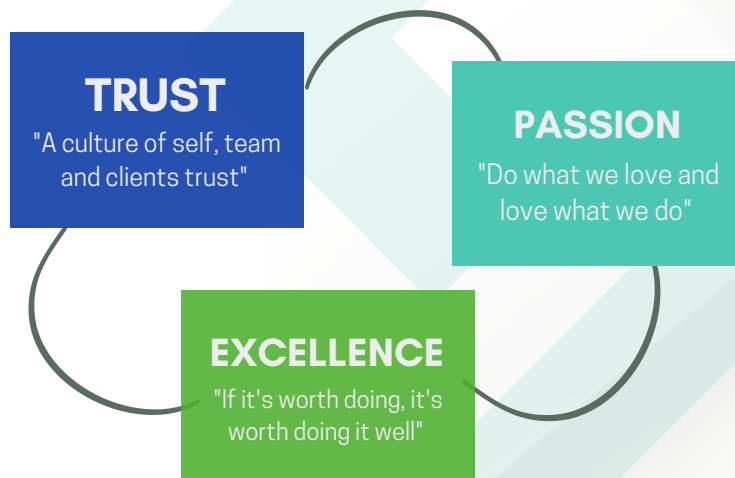 TRUST
"A culture of self, team
and clients trust"
PASSION
"Do what we love and
love what we do"
EXCELLENCE
"If it's worth doing, it's
worth doing it well"